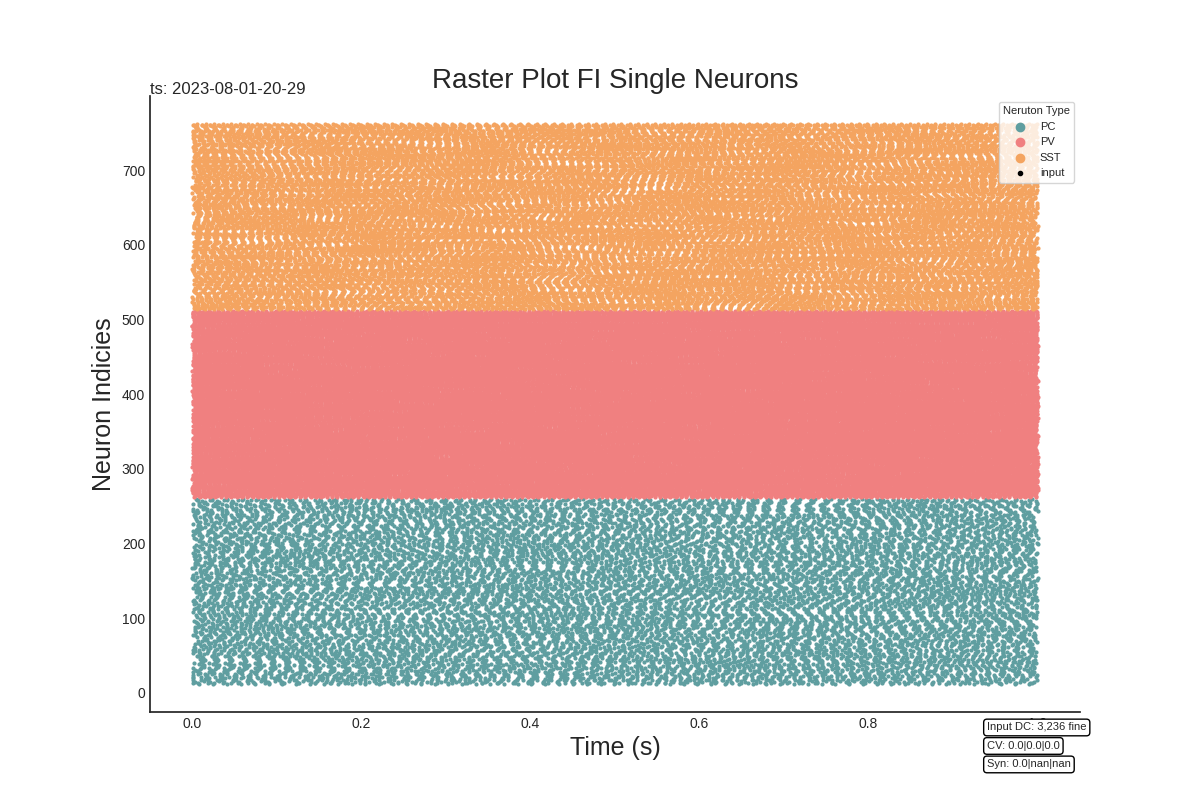 Raster Plot FI Single Neurons
ts: 2023-08-01-20-29
Neruton Type
PC
PV
SST
input
700
600
500
400
300
200
100
0
Neuron Indicies
0.0 0.2 0.4 0.6 0.8
Time (s)
Input DC: 3,236 fine
CV: 0.0|0.0|0.0
Syn: 0.0|nan|nan